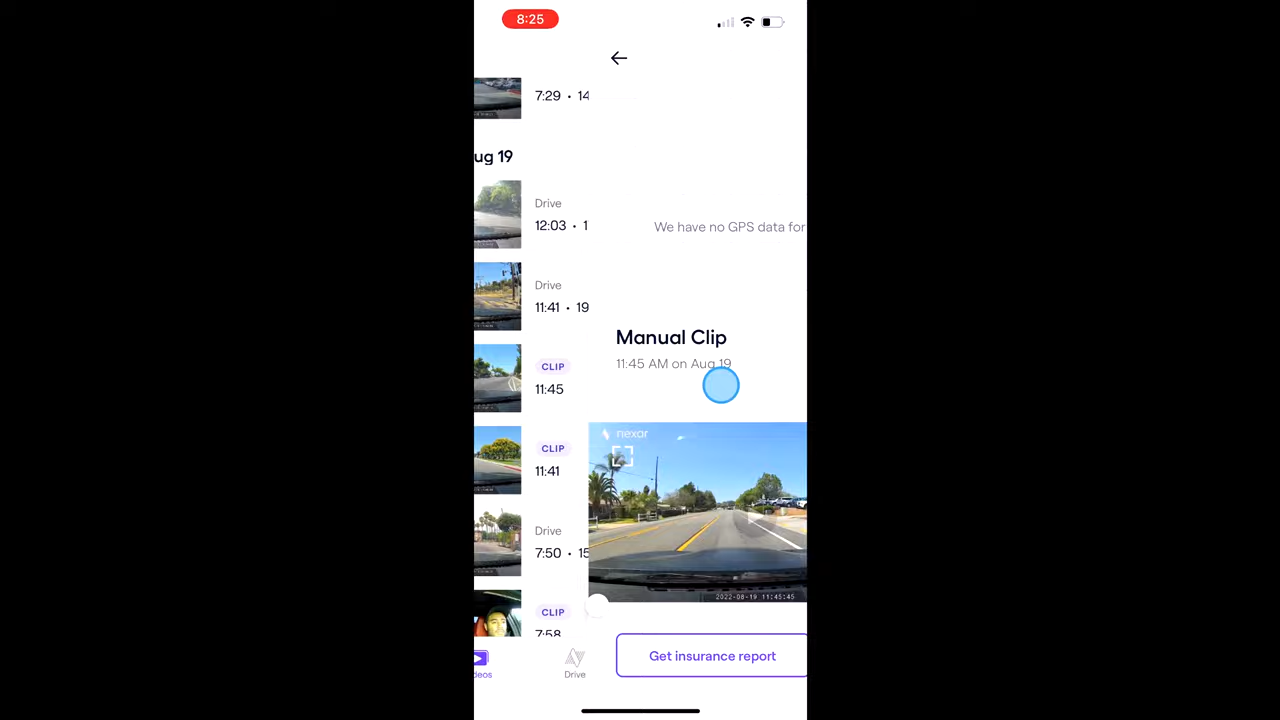 8:25
7:29 • 14
ug 19
Drive
12:03 • 1
Drive
11:41 • 19
CLIP
11:45
CLIP
11:41
Drive
7:50 • 15
CLIP
7:58
deos
Drive
We have no GPS data for
Manual Clip
11:45 AM on Aug 19
nexar
2022-08-19 11:45:45
Get insurance report